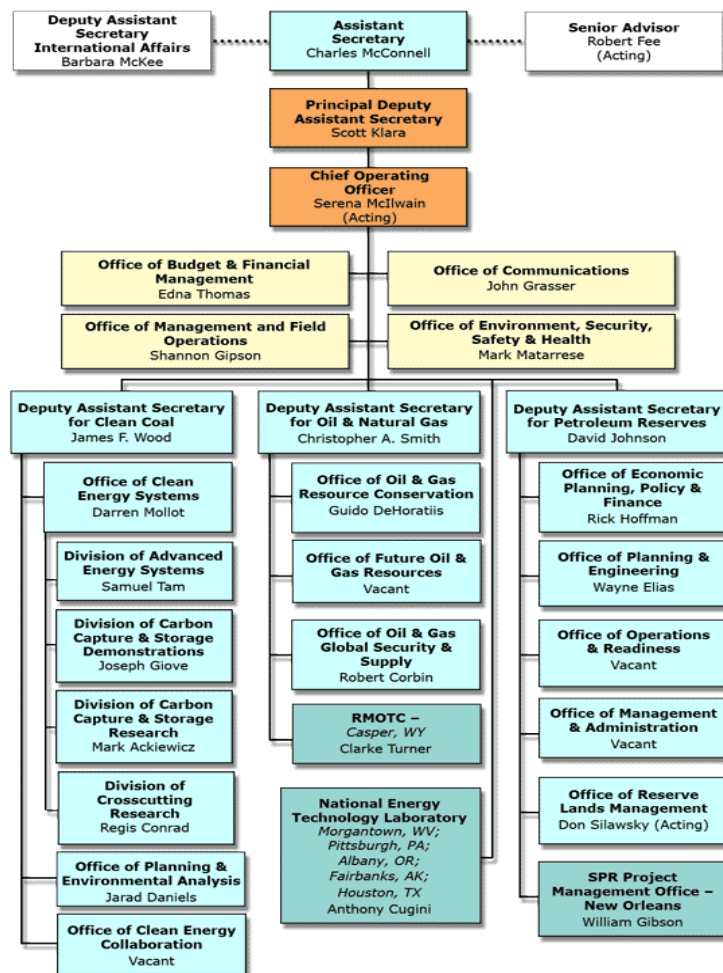 Deputy Assistant
Secretary
International Affairs
Barbara McKee
Assistant
Secretary
Charles McConnell
Senior Advisor
Robert Fee
(Acting)
Principal Deputy
Assistant Secretary
Scott Klara
Chief Operating
Officer
Serena McIlwain
(Acting)
Office of Budget & Financial
Management
Edna Thomas
Office of Communications
John Grasser
Office of Management and Field
Operations
Shannon Gipson
Office of Environment, Security,
Safety & Health
Mark Matarrese
Deputy Assistant Secretary
for Clean Coal
James F. Wood
Office of Clean
Energy Systems
Darren Mollot
Division of Advanced
Energy Systems
Samuel Tam
Division of Carbon
Capture & Storage
Demonstrations
Joseph Giove
Division of Carbon
Capture & Storage
Research
Mark Ackiewicz
Division of
Crosscutting
Research
Regis Conrad
Office of Planning &
Environmental Analysis
Jarad Daniels
Office of Clean Energy
Collaboration
Vacant
Deputy Assistant Secretary
for Oil & Natural Gas
Christopher A. Smith
Office of Oil & Gas
Resource Conservation
Guido DeHoratiis
Office of Future Oil &
Gas Resources
Vacant
Office of Oil & Gas
Global Security &
Supply
Robert Corbin
RMOTC –
Casper, WY
Clarke Turner
National Energy
Technology Laboratory
Morgantown, WV;
Pittsburgh, PA;
Albany, OR;
Fairbanks, AK;
Houston, TX
Anthony Cugini
Deputy Assistant Secretary
for Petroleum Reserves
David Johnson
Office of Economic
Planning, Policy &
Finance
Rick Hoffman
Office of Planning &
Engineering
Wayne Elias
Office of Operations
& Readiness
Vacant
Office of Management
& Administration
Vacant
Office of Reserve
Lands Management
Don Silawsky (Acting)
SPR Project
Management Office –
New Orleans
William Gibson